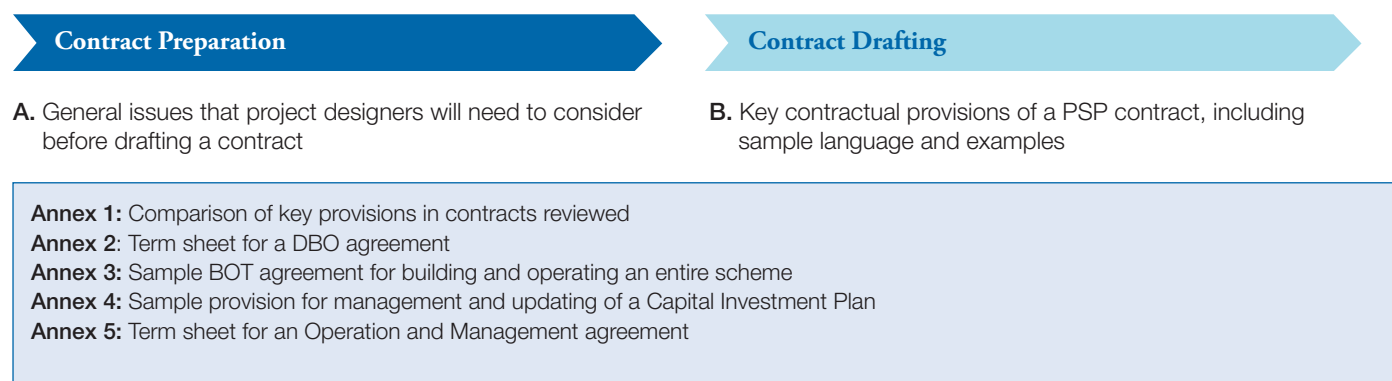 Contract Preparation
Contract Drafting
A. General issues that project designers will need to consider
before drafting a contract
B. Key contractual provisions of a PSP contract, including
sample language and examples
Annex 1: Comparison of key provisions in contracts reviewed
Annex 2: Term sheet for a DBO agreement
Annex 3: Sample BOT agreement for building and operating an entire scheme
Annex 4: Sample provision for management and updating of a Capital Investment Plan
Annex 5: Term sheet for an Operation and Management agreement